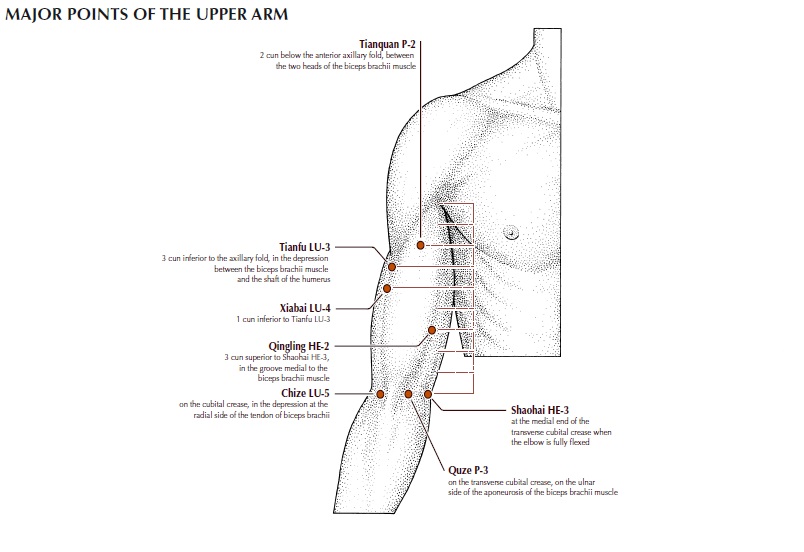 MAJOR POINTS OF THE UPPER ARM
Tianquan P-2
2 cun below the anterior axillary fold, between
the two heads of the biceps brachii muscle
Tianfu LU-3
3 cun inferior to the axillary fold, in the depression
between the biceps brachii muscle
and the shaft of the humerus
Xiabai LU-4
1 cun inferior to Tianfu LU-3
Qingling HE-2
3 cun superior to Shaohai HE-3,
in the groove medial to the
biceps brachii muscle
Chize LU-5
on the cubital crease, in the depression at the
radial side of the tendon of biceps brachii
Shaohai HE-3
at the medial end of the
transverse cubital crease when
the elbow is fully flexed
Quze P-3
on the transverse cubital crease, on the ulnar
side of the aponeurosis of the biceps brachii muscle